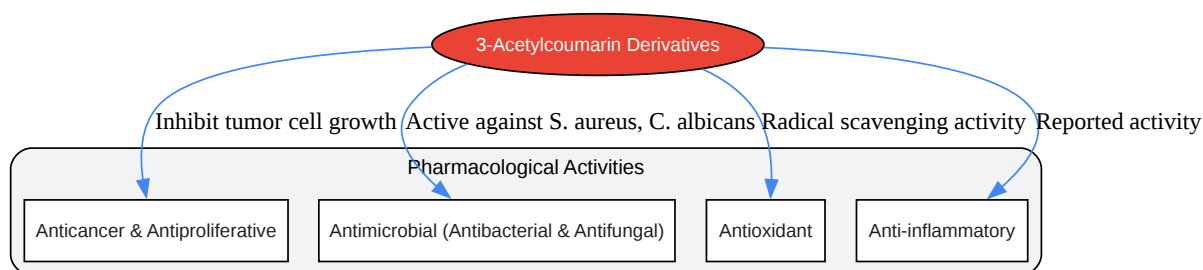 3-Acetylcoumarin Derivatives
Inhibit tumor cell growth
Active against S. aureus, C. albicans
Radical scavenging activity
Reported activity
Pharmacological Activities
Anticancer & Antiproliferative
Antimicrobial (Antibacterial & Antifungal)
Antioxidant
Anti-inflammatory